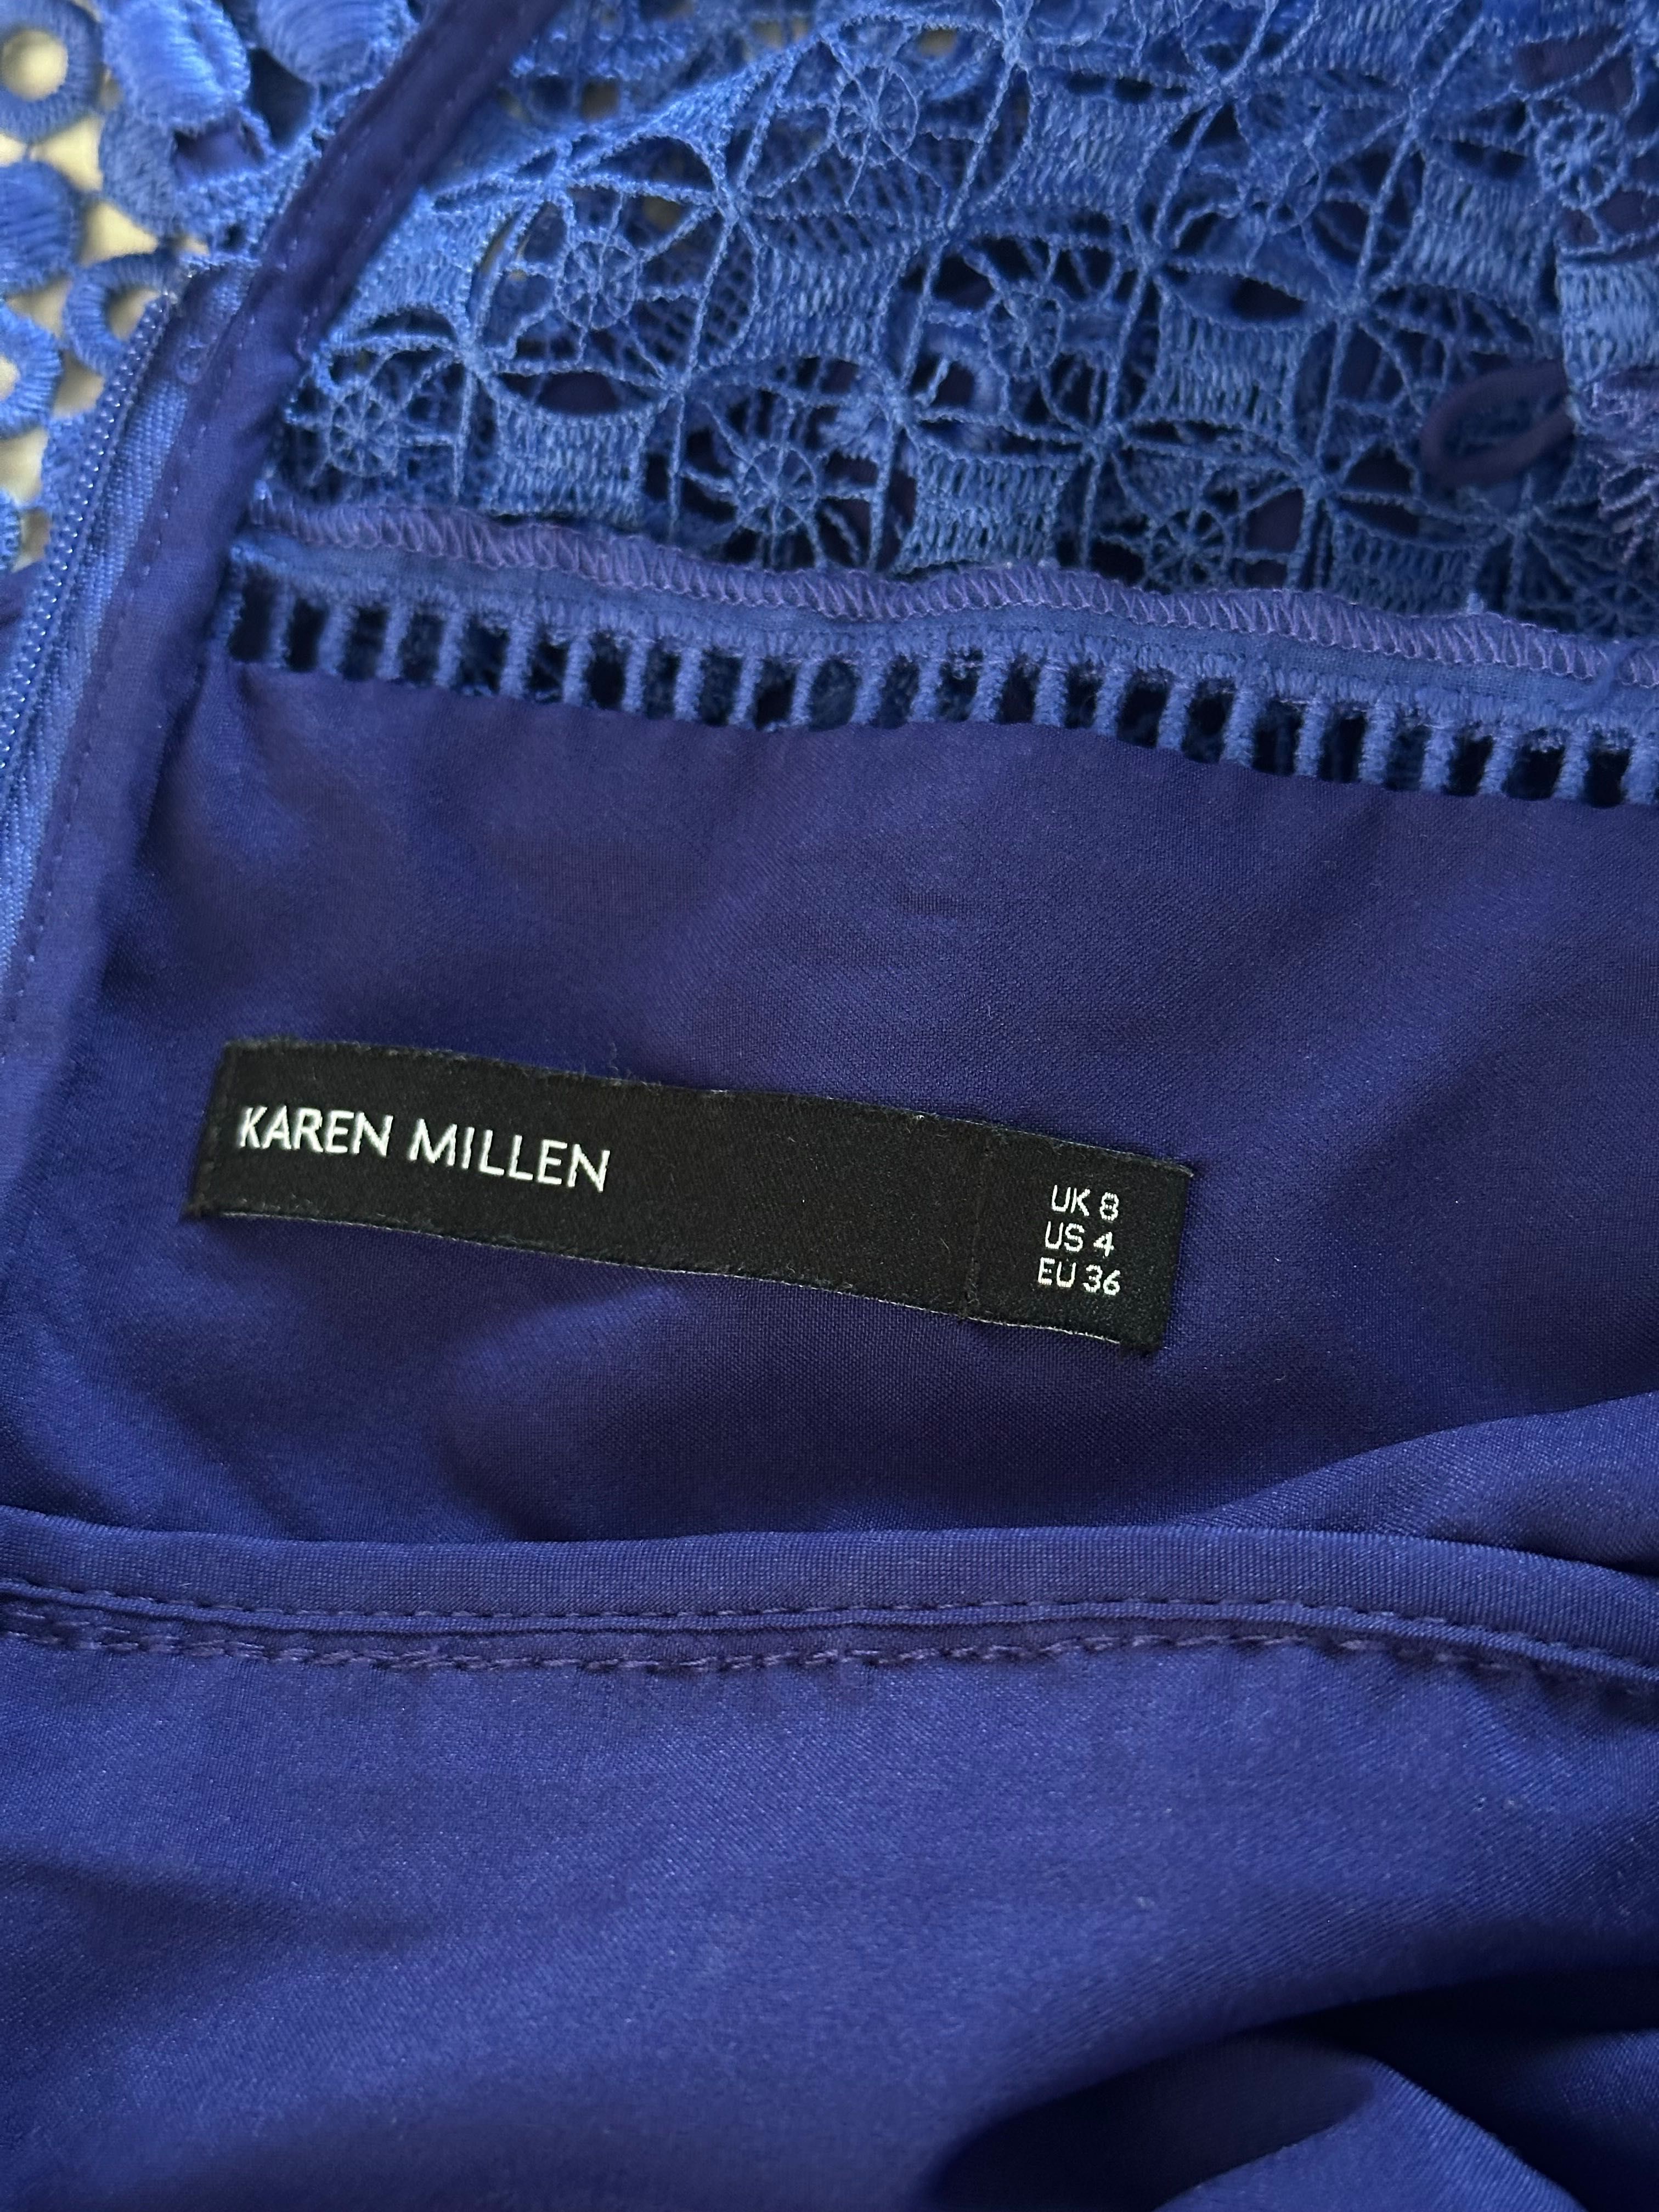 KAREN MILLEN
UK 8
US 4
EU 36